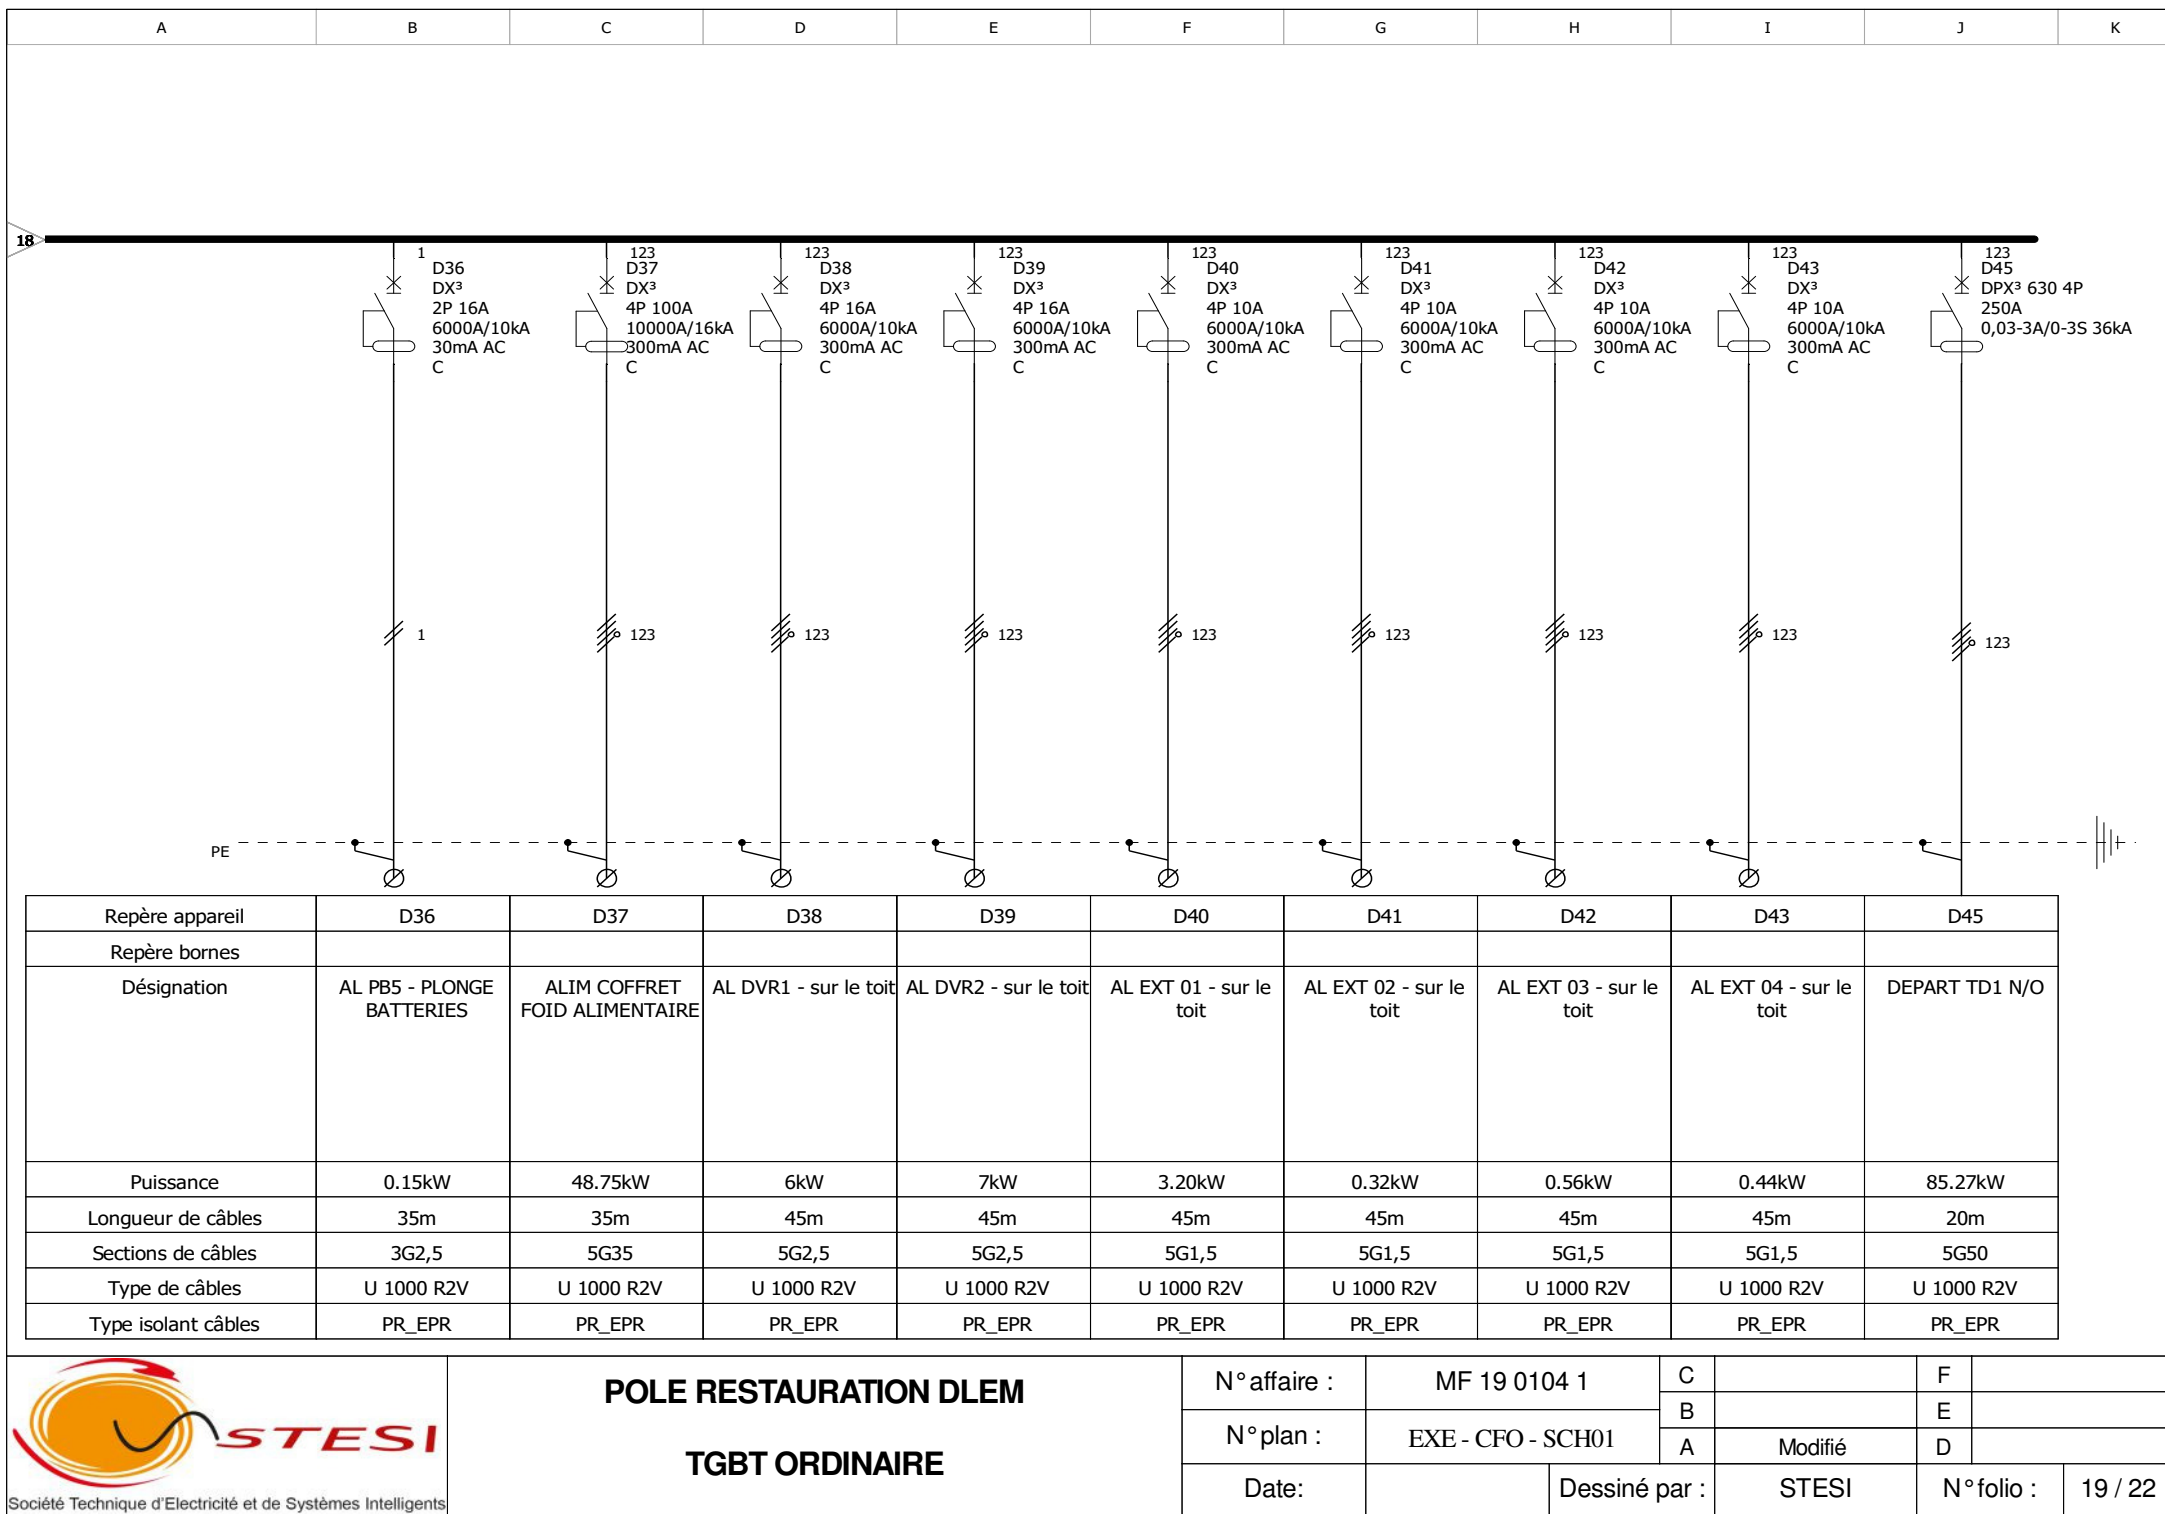 A B C D E F G H I J K
18
1
D36
DX³
2P 16A
6000A/10kA
30mA AC
C
123
D37
DX³
4P 100A
10000A/16kA
300mA AC
C
123
D38
DX³
4P 16A
6000A/10kA
300mA AC
C
123
D39
DX³
4P 16A
6000A/10kA
300mA AC
C
123
D40
DX³
4P 10A
6000A/10kA
300mA AC
C
123
D41
DX³
4P 10A
6000A/10kA
300mA AC
C
123
D42
DX³
4P 10A
6000A/10kA
300mA AC
C
123
D43
DX³
4P 10A
6000A/10kA
300mA AC
C
123
D45
DPX³ 630 4P
250A
0,03-3A/0-3S 36kA
1 123 123 123 123 123 123 123 123
PE
Repère appareil D36 D37 D38 D39 D40 D41 D42 D43 D45
Repère bornes
Désignation
AL PB5 - PLONGE
BATTERIES
ALIM COFFRET
FOID ALIMENTAIRE
AL DVR1 - sur le toit
AL DVR2 - sur le toit
AL EXT 01 - sur le
toit
AL EXT 02 - sur le
toit
AL EXT 03 - sur le
toit
AL EXT 04 - sur le
toit
DEPART TD1 N/O
Puissance 0.15kW 48.75kW 6kW 7kW 3.20kW 0.32kW 0.56kW 0.44kW 85.27kW
Longueur de câbles 35m 35m 45m 45m 45m 45m 45m 45m 20m
Sections de câbles 3G2,5 5G35 5G2,5 5G2,5 5G1,5 5G1,5 5G1,5 5G1,5 5G50
Type de câbles U 1000 R2V U 1000 R2V U 1000 R2V U 1000 R2V U 1000 R2V U 1000 R2V U 1000 R2V U 1000 R2V U 1000 R2V
Type isolant câbles PR_EPR PR_EPR PR_EPR PR_EPR PR_EPR PR_EPR PR_EPR PR_EPR PR_EPR
STESI
Société Technique d'Electricité et de Systèmes Intelligents
POLE RESTAURATION DLEM
TGBT ORDINAIRE
N° affaire : MF 19 0104 1
N° plan : EXE - CFO - SCH01
C F
B E
A Modifié D
Date: Dessiné par : STESI N° folio : 19 / 22